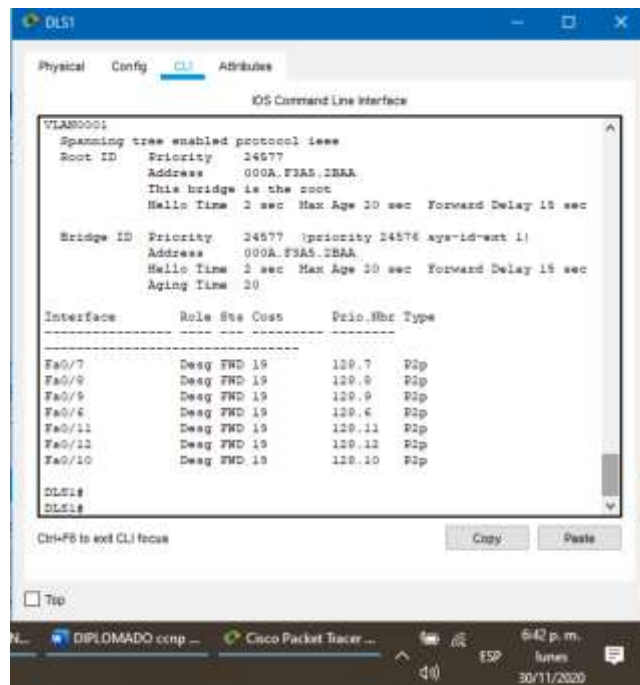 DLS1
Physical Config CLI Attributes
IOS Command Line Interface
VLAN0001
Spanning tree enabled protocol ieee
Root ID Priority 24577
Address 000A.F3A5.2BAA
This bridge is the root
Hello Time 2 sec Max Age 20 sec Forward Delay 15 sec
Bridge ID Priority 24577 (priority 24576 sys-id-ext 1)
Address 000A.F3A5.2BAA
Hello Time 2 sec Max Age 20 sec Forward Delay 15 sec
Aging Time 20
Interface Role Sts Cost Prio.Nbr Type
---------------- ---- --- --------- -------- --------------------------------
Fa0/7 Desg FWD 19 128.7 P2p
Fa0/8 Desg FWD 19 128.8 P2p
Fa0/9 Desg FWD 19 128.9 P2p
Fa0/6 Desg FWD 19 128.6 P2p
Fa0/11 Desg FWD 19 128.11 P2p
Fa0/12 Desg FWD 19 128.12 P2p
Fa0/10 Desg FWD 19 128.10 P2p
DLS1#
DLS1#
Ctrl+F6 to exit CLI focus Copy Paste
Top
N... DIPLOMADO ccnp ... Cisco Packet Tracer ... ESP 6:42 p. m.
lunes
30/11/2020